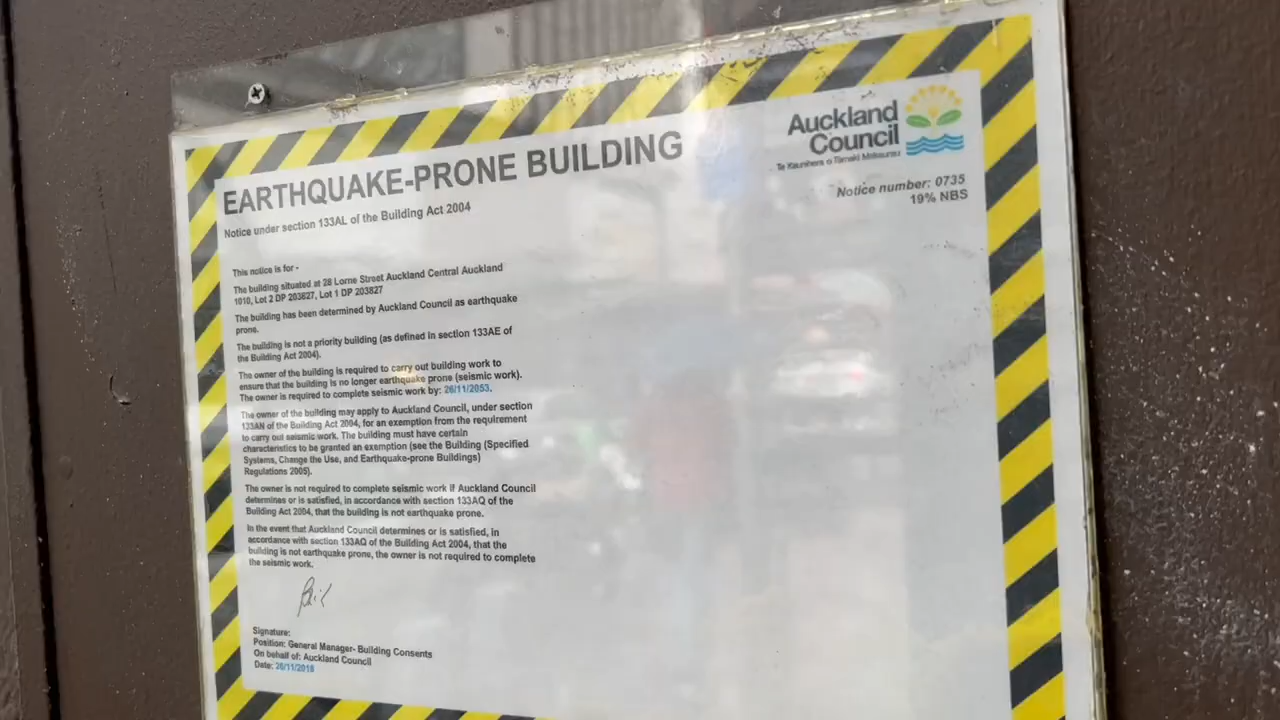 Auckland
Council
Te Kaunihera o Tāmaki Makaurau
EARTHQUAKE-PRONE BUILDING
Notice number: 0735
19% NBS
Notice under section 133AL of the Building Act 2004
This notice is for -
The building situated at 28 Lorne Street Auckland Central Auckland
1010, Lot 2 DP 203827, Lot 1 DP 203827
The building has been determined by Auckland Council as earthquake
prone.
The building is not a priority building (as defined in section 133AE of
the Building Act 2004).
The owner of the building is required to carry out building work to
ensure that the building is no longer earthquake prone (seismic work).
The owner is required to complete seismic work by: 26/11/2053.
The owner of the building may apply to Auckland Council, under section
133AN of the Building Act 2004, for an exemption from the requirement
to carry out seismic work. The building must have certain
characteristics to be granted an exemption (see the Building (Specified
Systems, Change the Use, and Earthquake-prone Buildings)
Regulations 2005).
The owner is not required to complete seismic work if Auckland Council
determines or is satisfied, in accordance with section 133AQ of the
Building Act 2004, that the building is not earthquake prone.
In the event that Auckland Council determines or is satisfied, in
accordance with section 133AQ of the Building Act 2004, that the
building is not earthquake prone, the owner is not required to complete
the seismic work.
Signature:
Position: General Manager- Building Consents
On behalf of: Auckland Council
Date: 26/11/2018